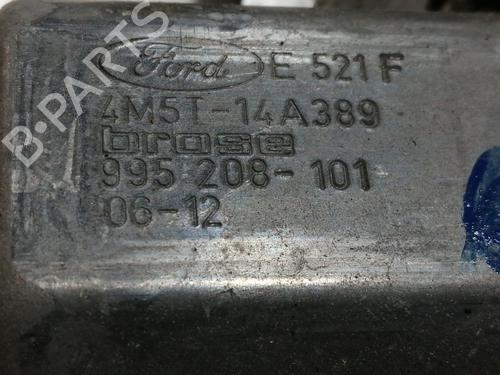 Ford E 521 F
4M5T-14A389
brose
995 208-101
06-12
B-PARTS